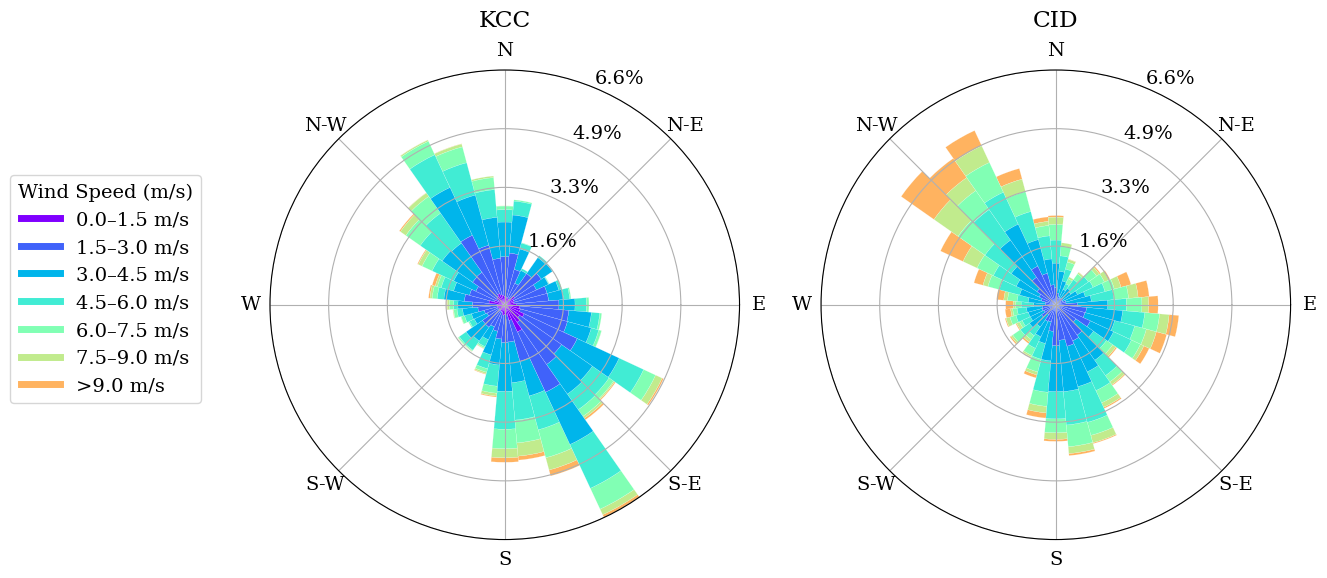 KCC
N
N-E
E
S-E
S
S-W
W
N-W
6.6%
4.9%
3.3%
1.6%
CID
N
N-E
E
S-E
S
S-W
W
N-W
6.6%
4.9%
3.3%
1.6%
Wind Speed (m/s)
0.0–1.5 m/s
1.5–3.0 m/s
3.0–4.5 m/s
4.5–6.0 m/s
6.0–7.5 m/s
7.5–9.0 m/s
>9.0 m/s